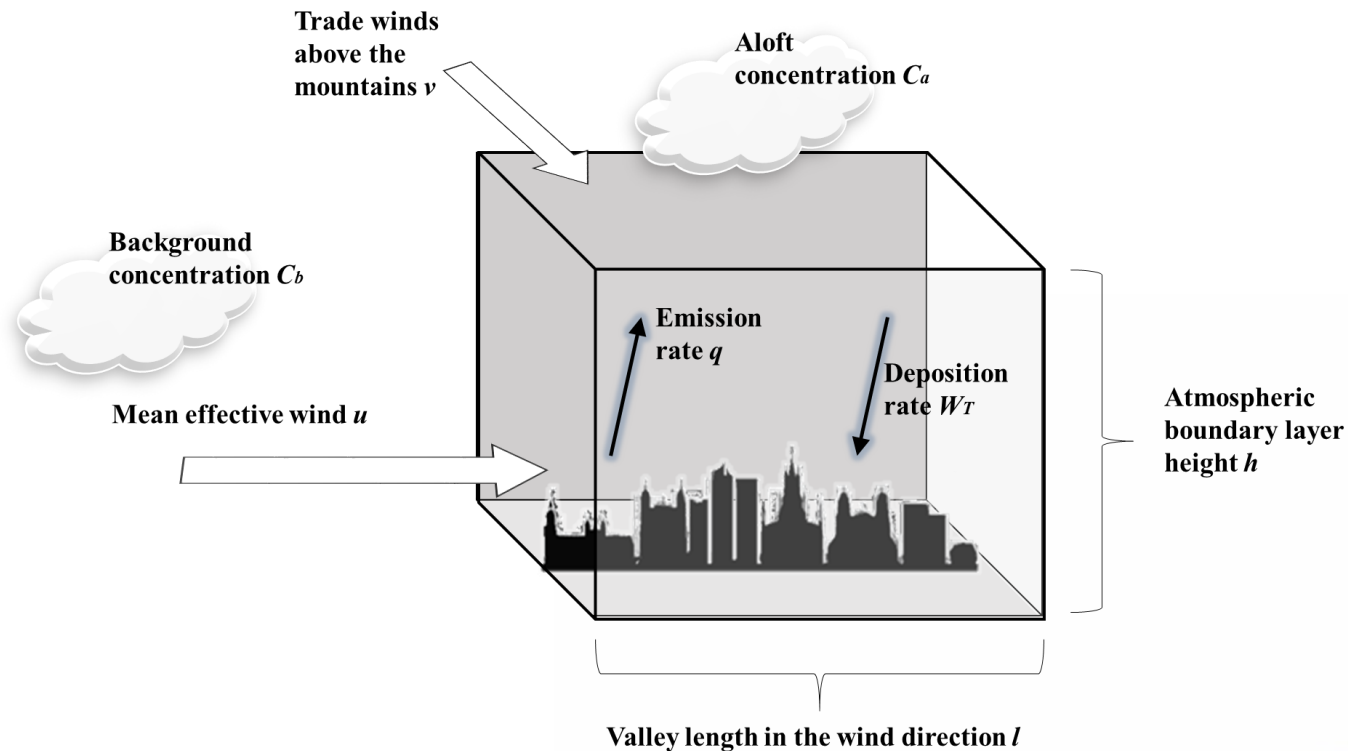 Trade winds
above the
mountains v
Aloft
concentration Ca
Background
concentration Cb
Emission
rate q
Deposition
rate WT
Mean effective wind u
Atmospheric
boundary layer
height h
Valley length in the wind direction l